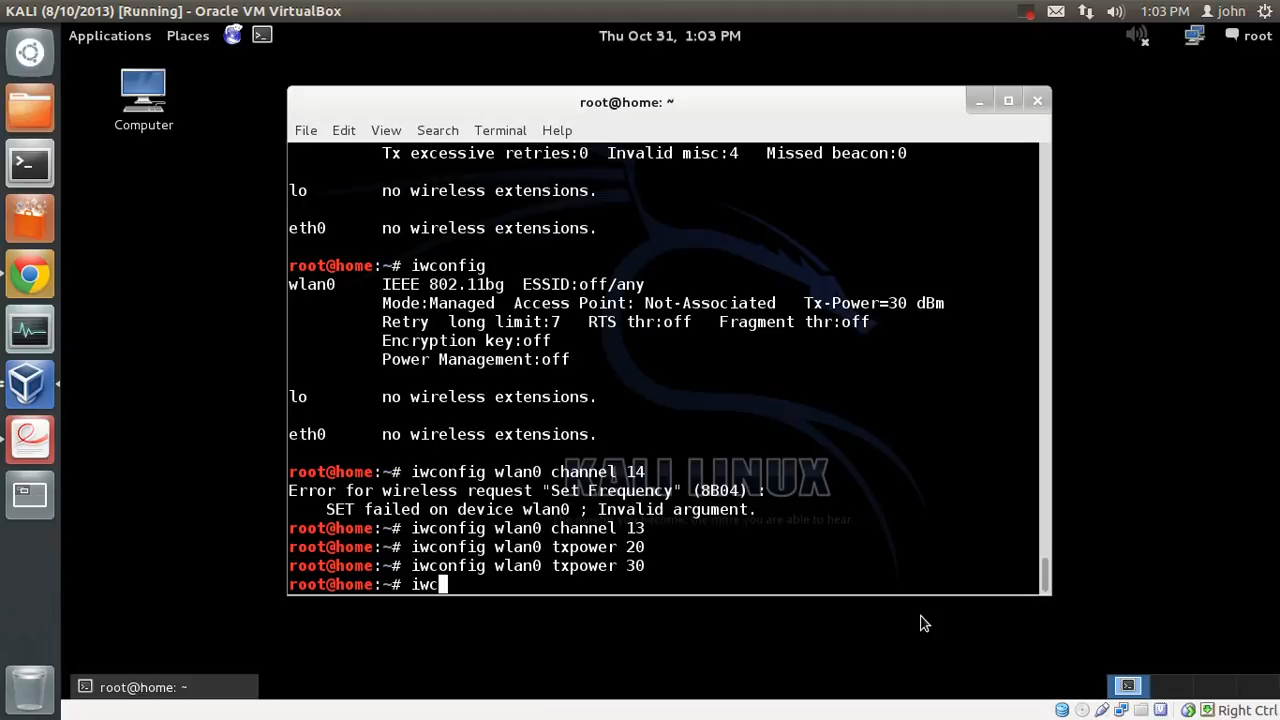 KALI (8/10/2013) [Running] - Oracle VM VirtualBox
1:03 PM
john
Applications Places
Thu Oct 31, 1:03 PM
root
Computer
root@home: ~
File Edit View Search Terminal Help
Tx excessive retries:0 Invalid misc:4 Missed beacon:0
lo no wireless extensions.
eth0 no wireless extensions.
root@home:~# iwconfig
wlan0 IEEE 802.11bg ESSID:off/any
Mode:Managed Access Point: Not-Associated Tx-Power=30 dBm
Retry long limit:7 RTS thr:off Fragment thr:off
Encryption key:off
Power Management:off
lo no wireless extensions.
eth0 no wireless extensions.
root@home:~# iwconfig wlan0 channel 14
Error for wireless request "Set Frequency" (8B04) :
SET failed on device wlan0 ; Invalid argument.
root@home:~# iwconfig wlan0 channel 13
root@home:~# iwconfig wlan0 txpower 20
root@home:~# iwconfig wlan0 txpower 30
root@home:~# iwc
KALI LINUX
you are able to hear
root@home: ~
Right Ctrl